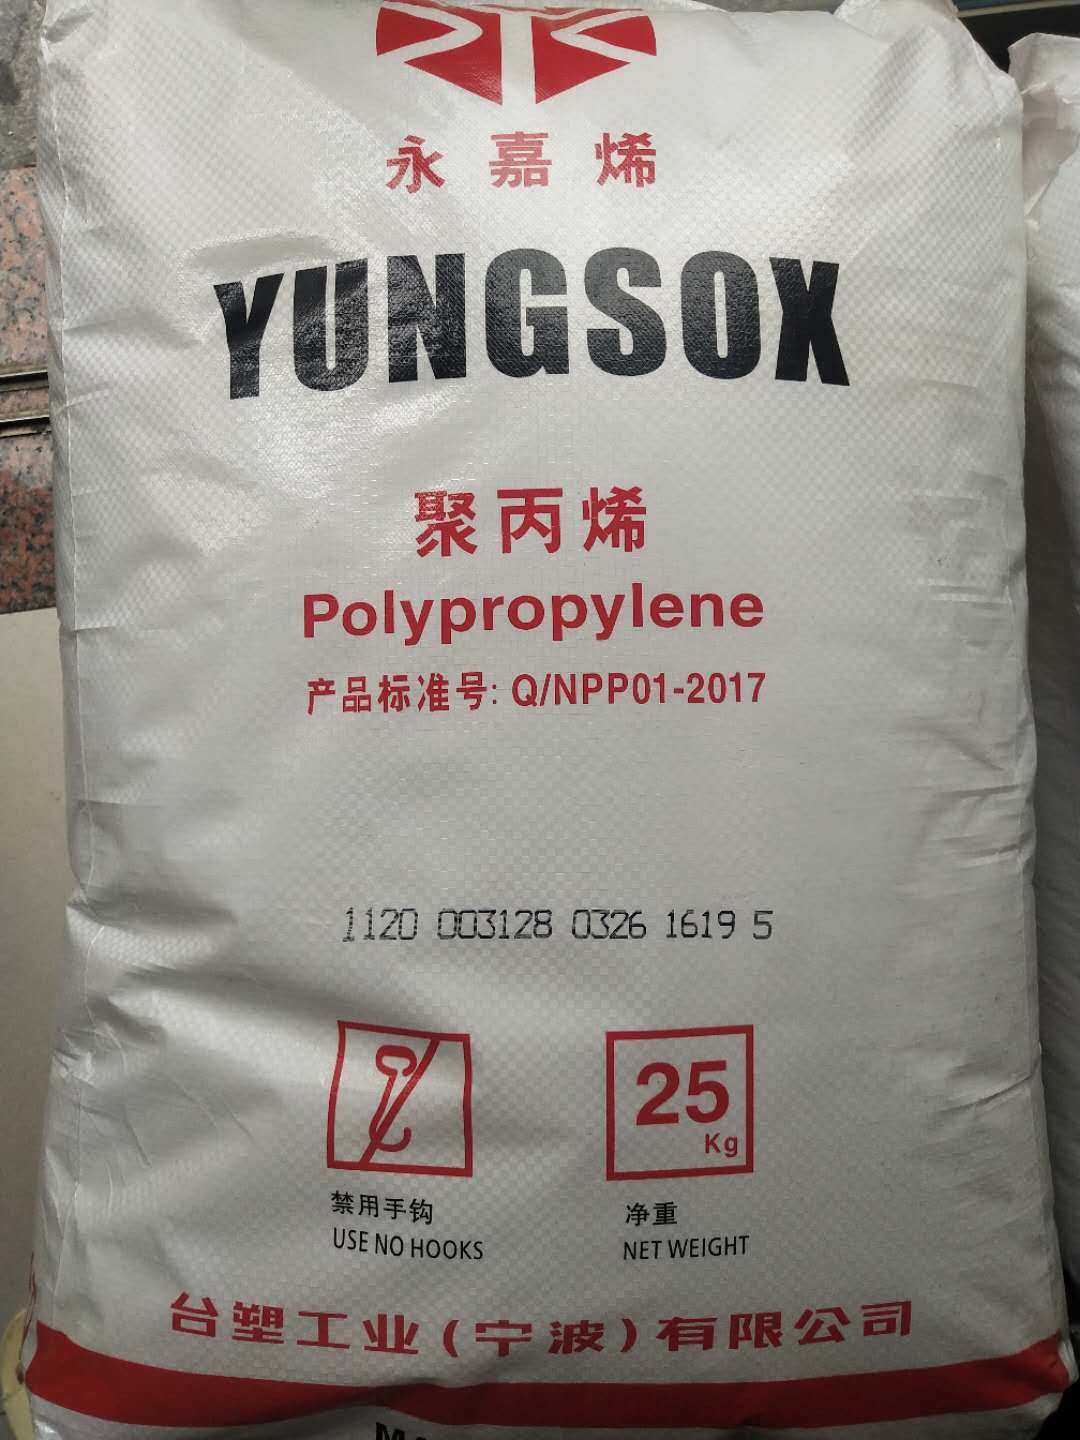 永嘉烯
YUNGSOX
聚丙烯
Polypropylene
产品标准号: Q/NPP01-2017
1120 003128 0326 1619 5
25
Kg
禁用手钩
USE NO HOOKS
净重
NET WEIGHT
台塑工业(宁波)有限公司